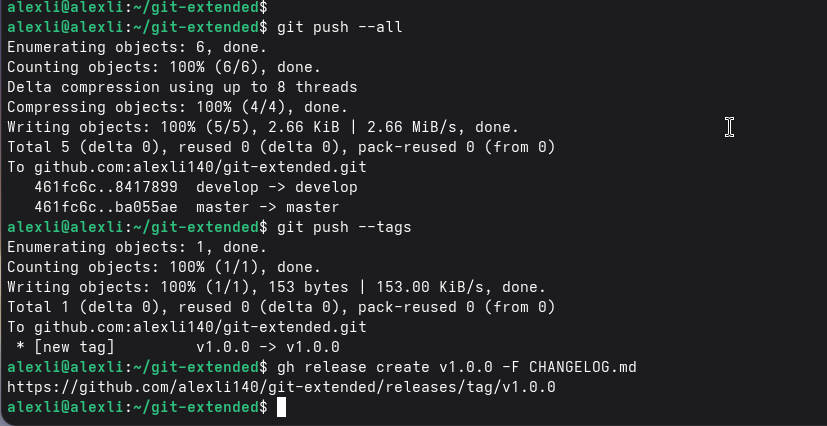 alexli@alexli:~/git-extended$
alexli@alexli:~/git-extended$ git push --all
Enumerating objects: 6, done.
Counting objects: 100% (6/6), done.
Delta compression using up to 8 threads
Compressing objects: 100% (4/4), done.
Writing objects: 100% (5/5), 2.66 KiB | 2.66 MiB/s, done.
Total 5 (delta 0), reused 0 (delta 0), pack-reused 0 (from 0)
To github.com:alexli140/git-extended.git
   461fc6c..8417899  develop -> develop
   461fc6c..ba055ae  master -> master
alexli@alexli:~/git-extended$ git push --tags
Enumerating objects: 1, done.
Counting objects: 100% (1/1), done.
Writing objects: 100% (1/1), 153 bytes | 153.00 KiB/s, done.
Total 1 (delta 0), reused 0 (delta 0), pack-reused 0 (from 0)
To github.com:alexli140/git-extended.git
 * [new tag]         v1.0.0 -> v1.0.0
alexli@alexli:~/git-extended$ gh release create v1.0.0 -F CHANGELOG.md
https://github.com/alexli140/git-extended/releases/tag/v1.0.0
alexli@alexli:~/git-extended$